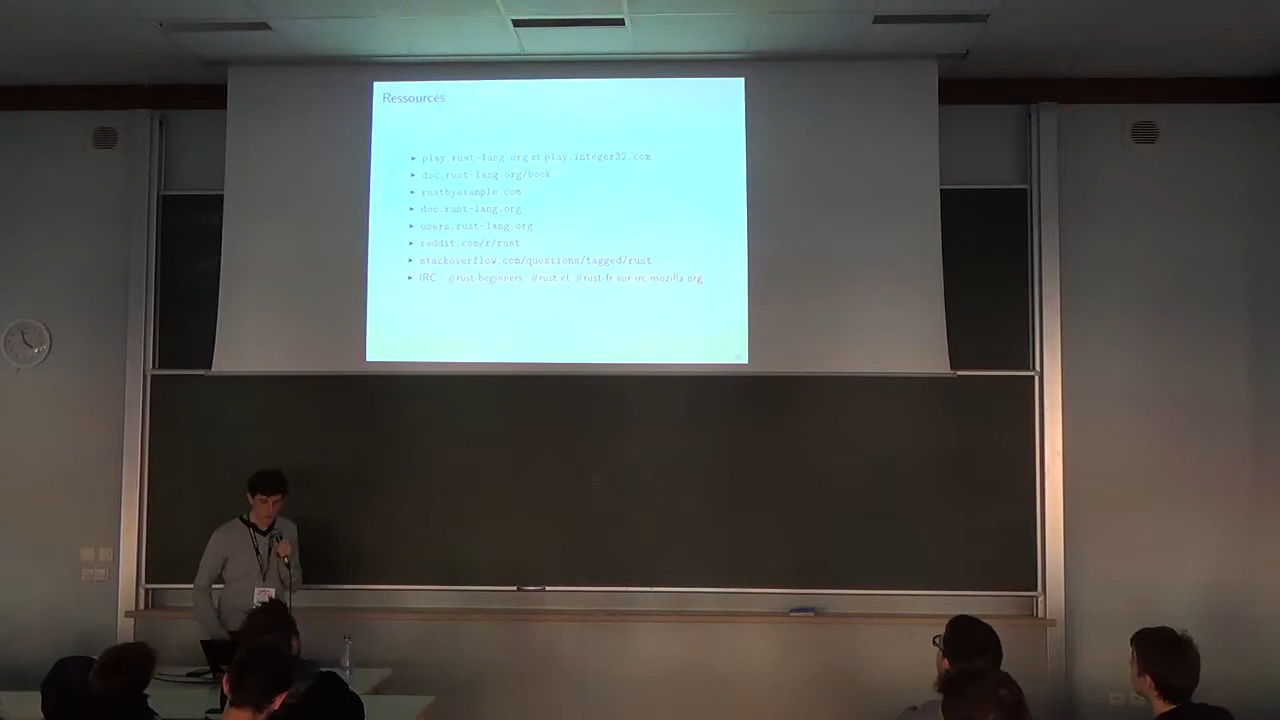 Ressources
▸ play.rust-lang.org et play.integer32.com
▸ doc.rust-lang.org/book
▸ rustbyexample.com
▸ doc.rust-lang.org
▸ users.rust-lang.org
▸ reddit.com/r/rust
▸ stackoverflow.com/questions/tagged/rust
▸ IRC : #rust-beginners, #rust et #rust-fr sur irc.mozilla.org